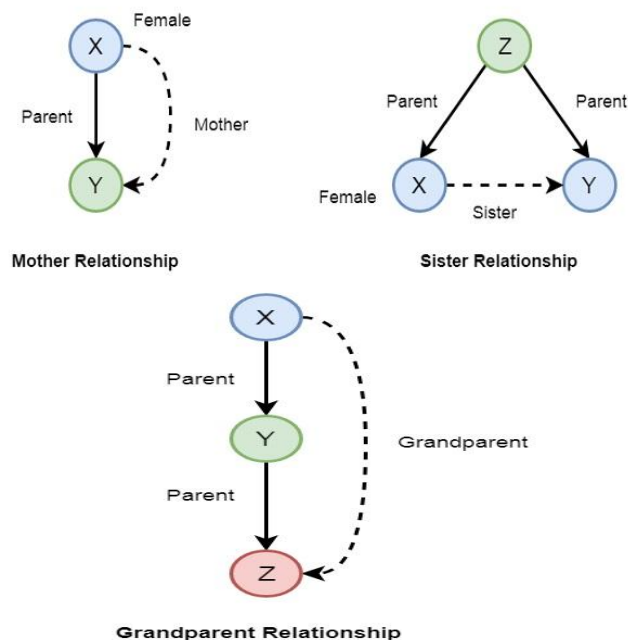 Female
X
Parent
Mother
Y
Mother Relationship
Z
Parent
Parent
Female
X
Y
Sister
Sister Relationship
X
Parent
Y
Grandparent
Parent
Z
Grandparent Relationship